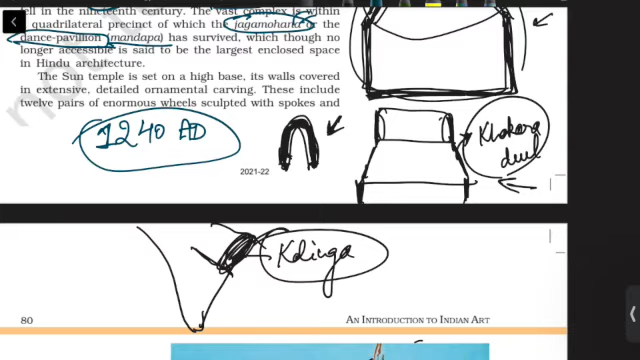 fell in the nineteenth century. The vast complex is within
quadrilateral precinct of which the jagamohana or the
dance-pavilion (mandapa) has survived, which though no
longer accessible is said to be the largest enclosed space
in Hindu architecture.
The Sun temple is set on a high base, its walls covered
in extensive, detailed ornamental carving. These include
twelve pairs of enormous wheels sculpted with spokes and
1240 AD
Khakara
deul
2021-22
Kalinga
80
AN INTRODUCTION TO INDIAN ART